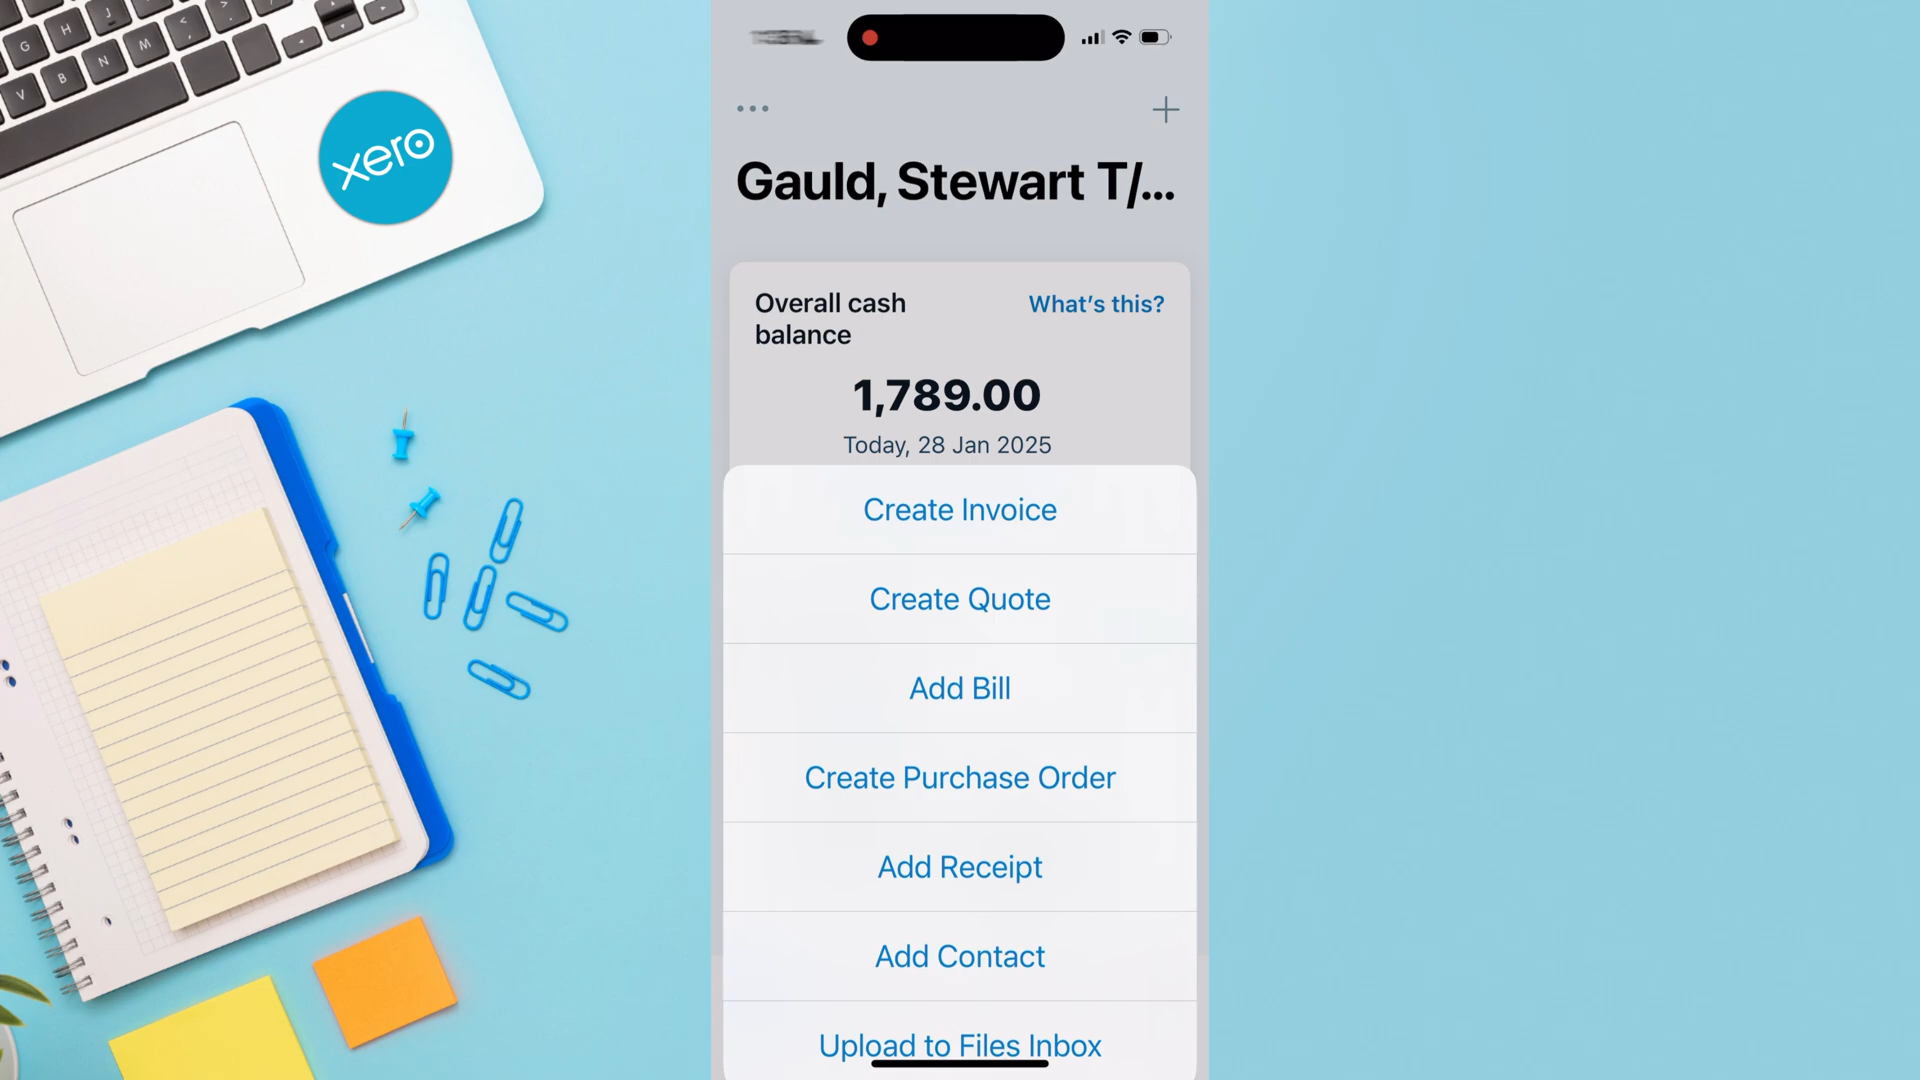 G
H
J
V
B
N
M
xero
Gauld, Stewart T/...
Overall cash
balance
What's this?
1,789.00
Today, 28 Jan 2025
Create Invoice
Create Quote
Add Bill
Create Purchase Order
Add Receipt
Add Contact
Upload to Files Inbox